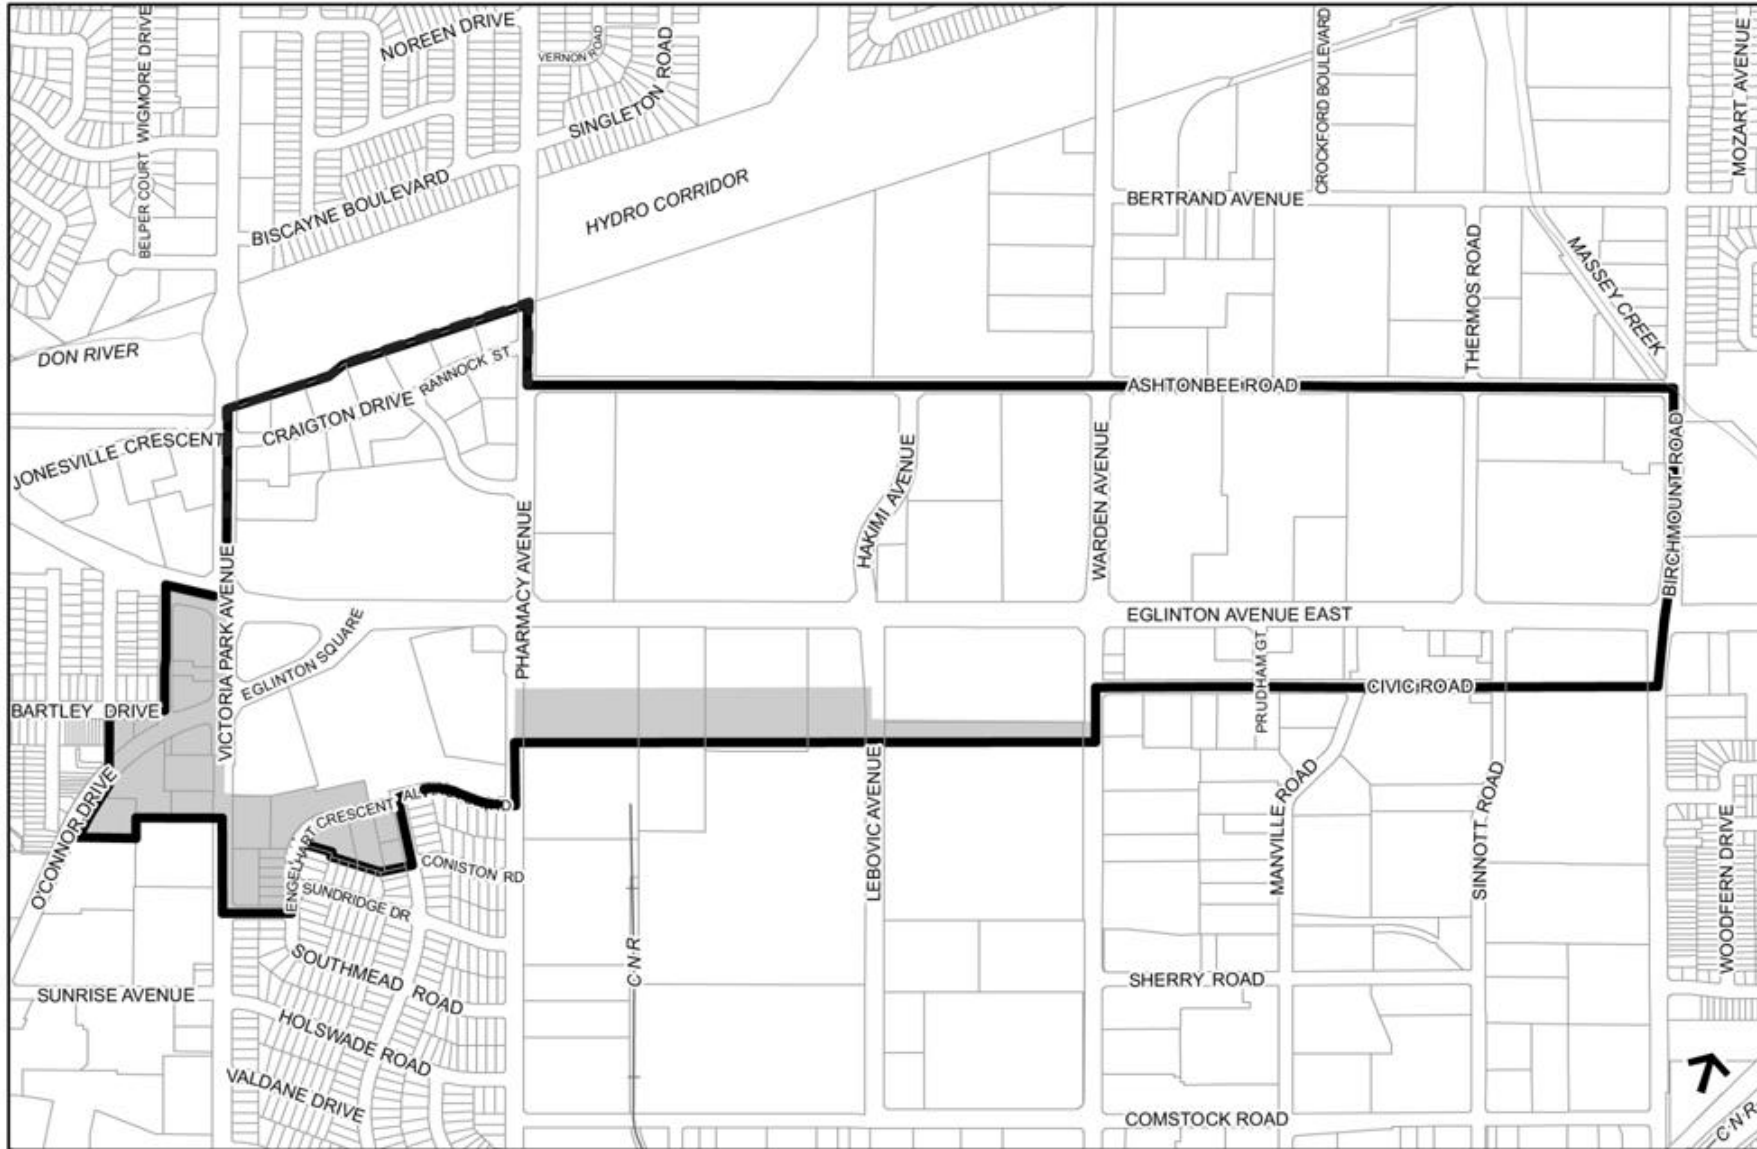 NOREEN DRIVE
VERNON ROAD
SINGLETON ROAD
WIGMORE DRIVE
BELPER COURT
CROCKFORD BOULEVARD
MOZART AVENUE
BISCAYNE BOULEVARD
HYDRO CORRIDOR
BERTRAND AVENUE
THERMOS ROAD
MASSEY CREEK
DON RIVER
RANNOCK ST
CRAIGTON DRIVE
ASHTONBEE ROAD
JONESVILLE CRESCENT
HAKIMI AVENUE
WARDEN AVENUE
BIRCHMOUNT ROAD
PHARMACY AVENUE
VICTORIA PARK AVENUE
EGLINTON SQUARE
EGLINTON AVENUE EAST
PRUDHAM GT
CIVIC ROAD
BARTLEY DRIVE
O'CONNOR DRIVE
ENGELHART CRESCENT
CONISTON RD
SUNDRIDGE DR
LEBOVIC AVENUE
MANVILLE ROAD
SINNOTT ROAD
WOODFERN DRIVE
C N R
SOUTHMEAD ROAD
SHERRY ROAD
SUNRISE AVENUE
HOLSWADE ROAD
VALDANE DRIVE
COMSTOCK ROAD
C N R